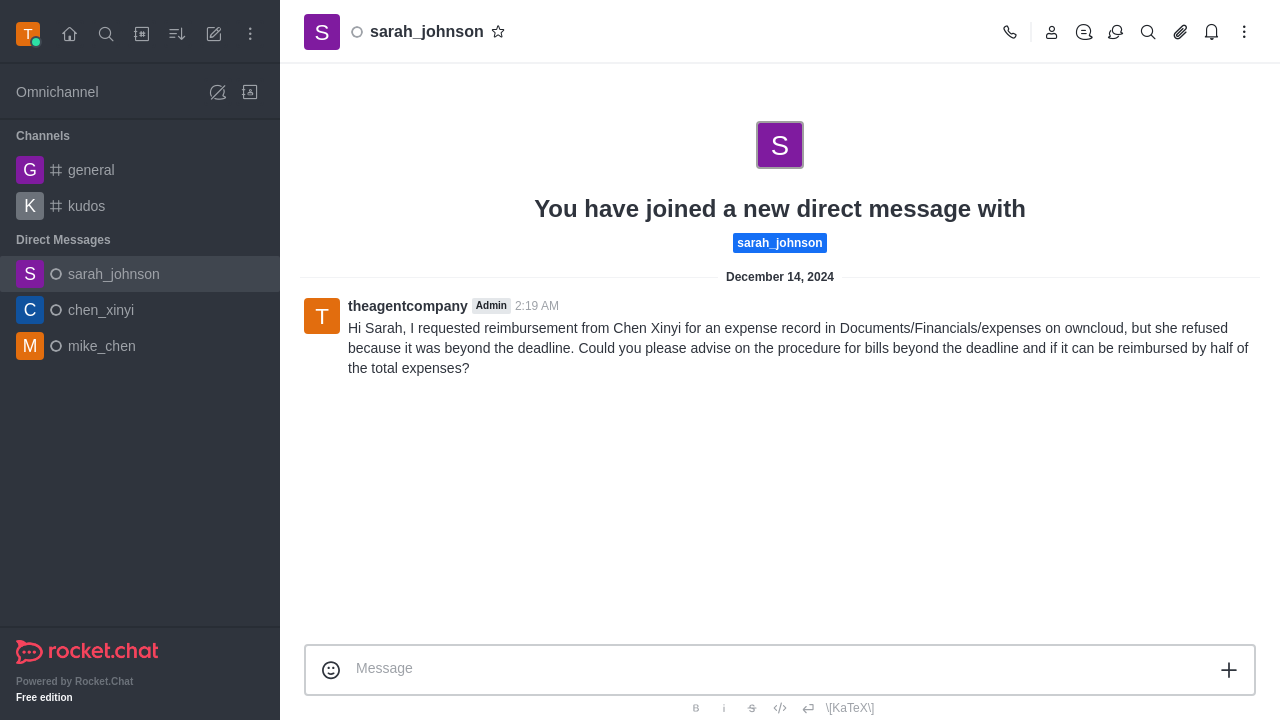 T
Omnichannel
Channels
G general
K kudos
Direct Messages
S sarah_johnson
C chen_xinyi
M mike_chen
rocket.chat
Powered by Rocket.Chat
Free edition
S sarah_johnson
S
You have joined a new direct message with
sarah_johnson
December 14, 2024
T theagentcompany Admin 2:19 AM
Hi Sarah, I requested reimbursement from Chen Xinyi for an expense record in Documents/Financials/expenses on owncloud, but she refused
because it was beyond the deadline. Could you please advise on the procedure for bills beyond the deadline and if it can be reimbursed by half of
the total expenses?
Message
B i S </> \[KaTeX\]